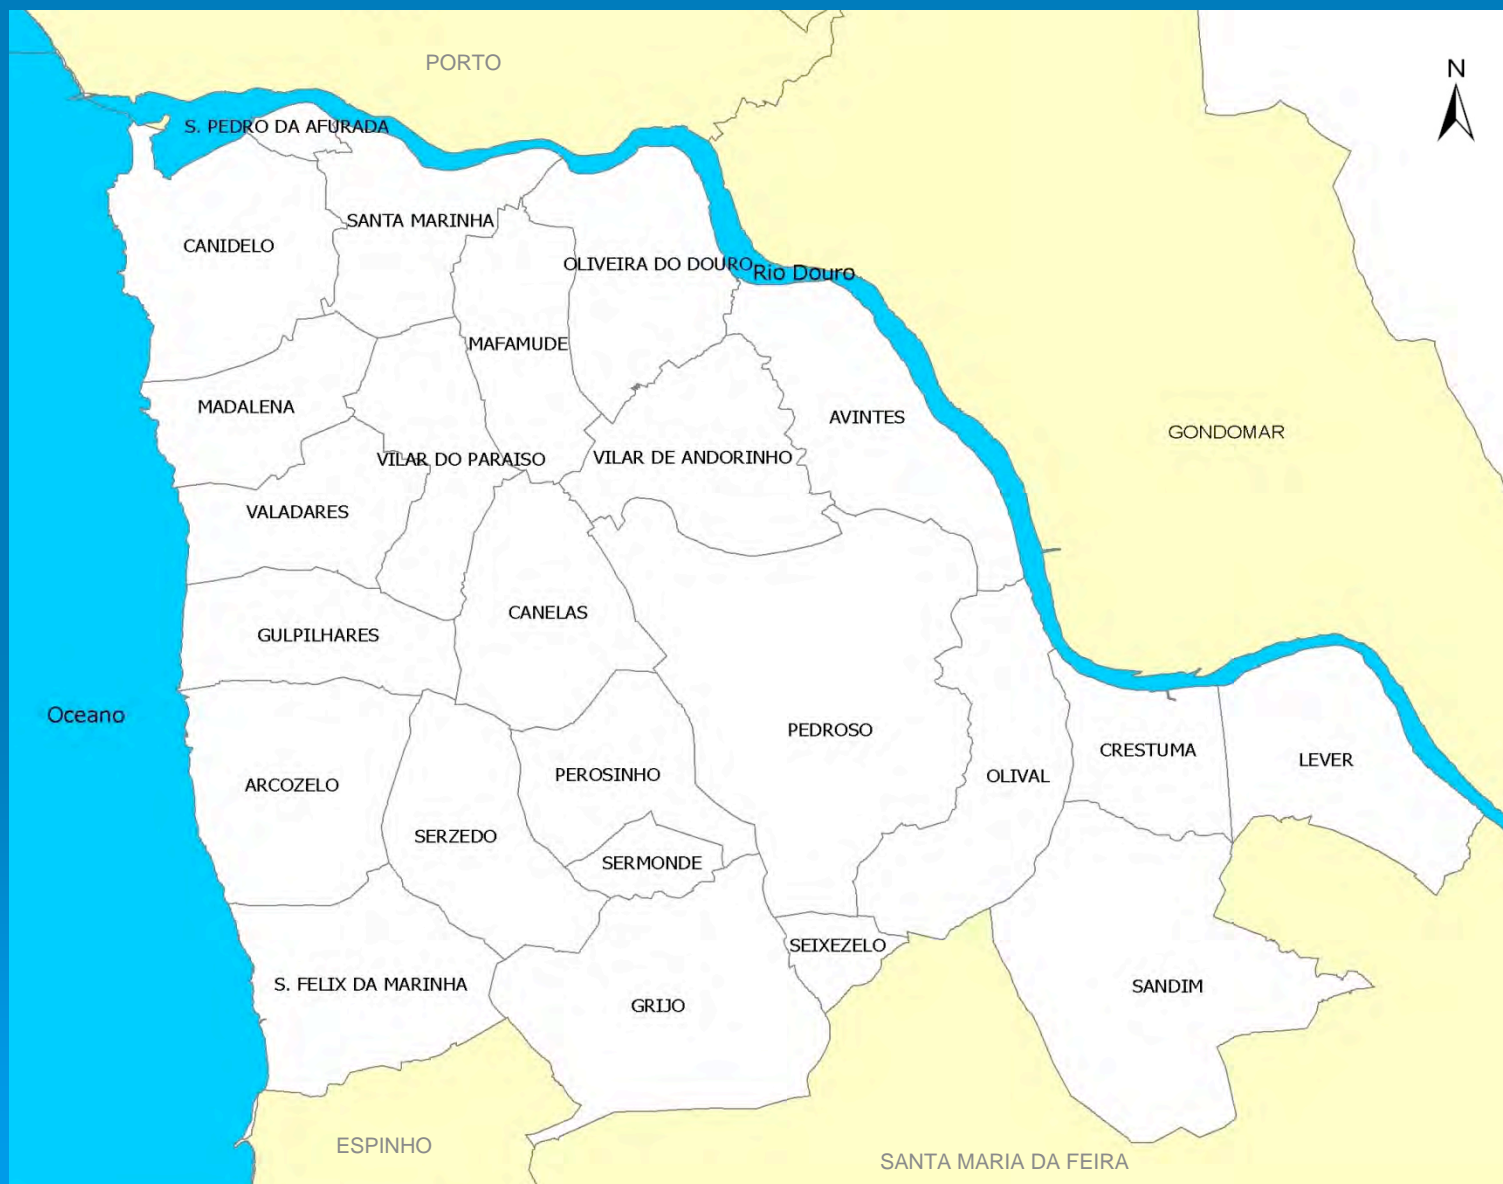 PORTO
N
S. PEDRO DA AFURADA
SANTA MARINHA
CANIDELO
OLIVEIRA DO DOURO
Rio Douro
MAFAMUDE
MADALENA
AVINTES
GONDOMAR
VILAR DO PARAISO
VILAR DE ANDORINHO
VALADARES
CANELAS
GULPILHARES
Oceano
PEDROSO
CRESTUMA
LEVER
PEROSINHO
OLIVAL
ARCOZELO
SERZEDO
SERMONDE
SEIXEZELO
S. FELIX DA MARINHA
SANDIM
GRIJO
ESPINHO
SANTA MARIA DA FEIRA